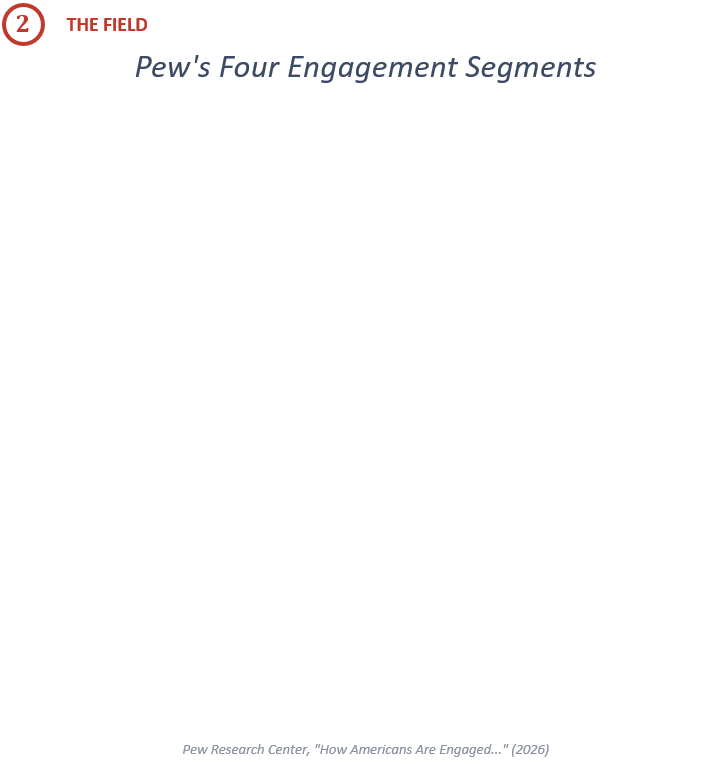 2 THE FIELD
Pew's Four Engagement Segments
Pew Research Center, "How Americans Are Engaged..." (2026)